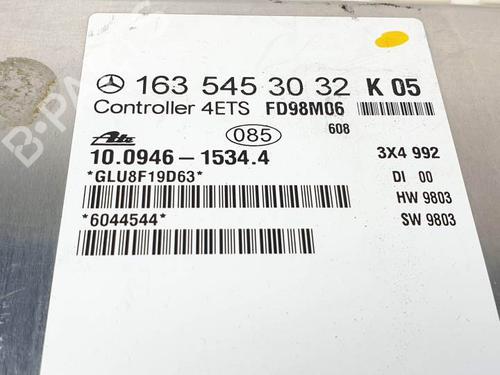 163 545 30 32 K 05
Controller 4ETS FD98M06
608
Ate 085
10.0946-1534.4 3X4 992
*GLU8F19D63* DI 00
HW 9803
*6044544* SW 9803
B-PARTS